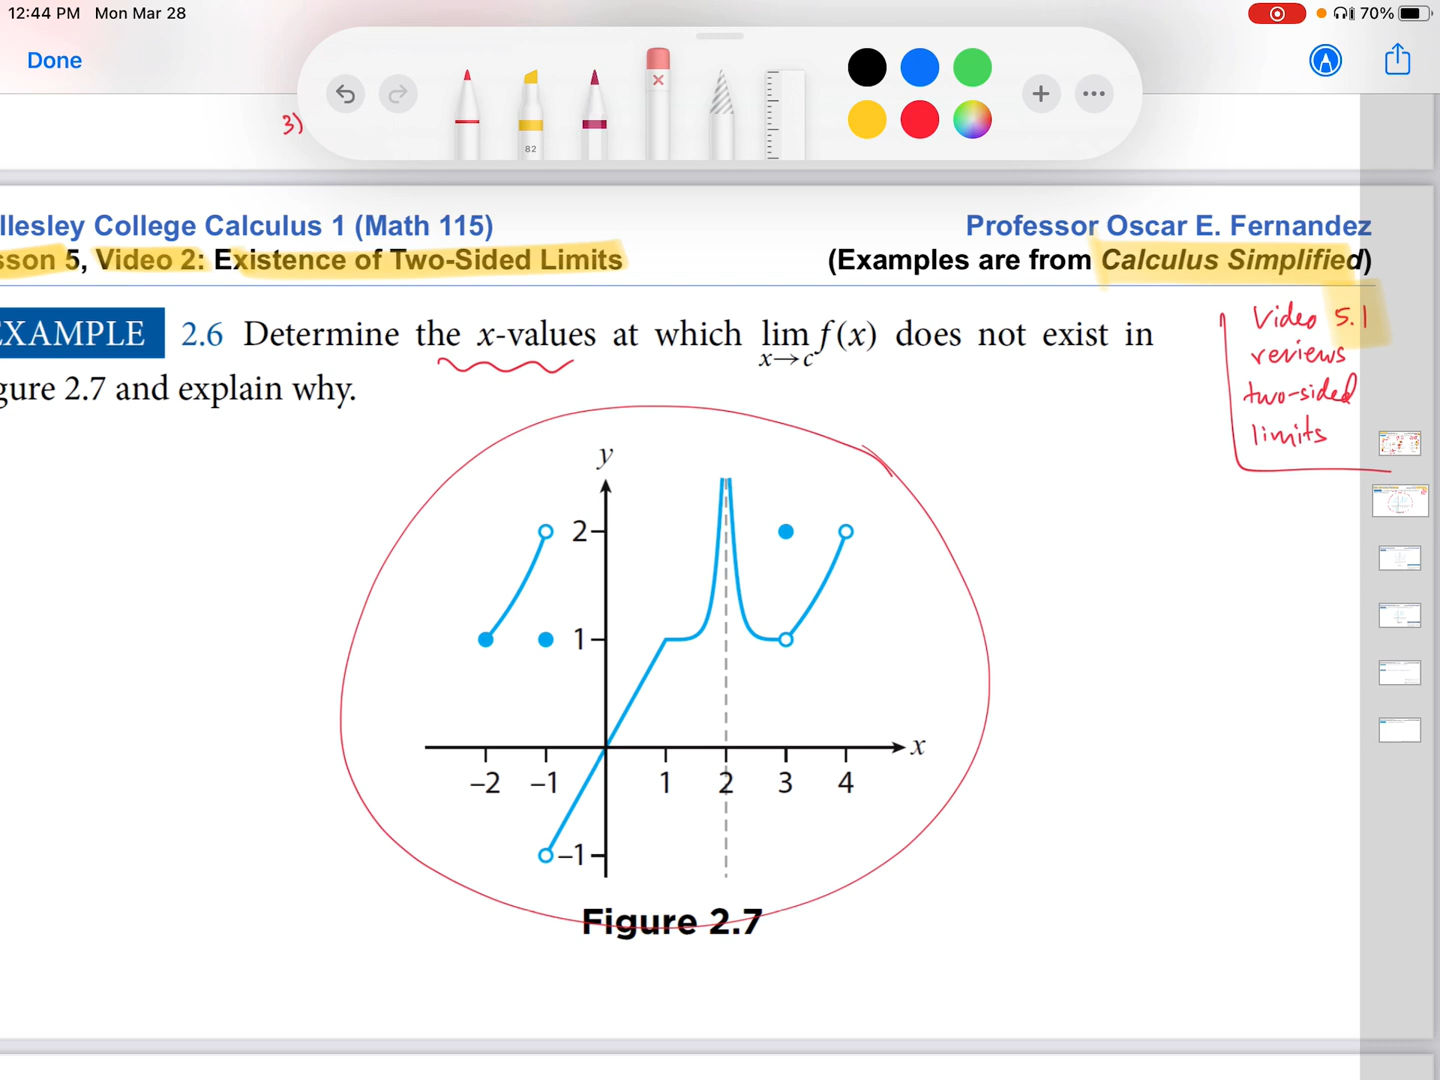 12:44 PM Mon Mar 28
70%
Done
82
3)
llesley College Calculus 1 (Math 115)
Professor Oscar E. Fernandez
sson 5, Video 2: Existence of Two-Sided Limits
(Examples are from Calculus Simplified)
EXAMPLE 2.6 Determine the x-values at which lim f(x) does not exist in
x→c
gure 2.7 and explain why.
Video 5.1
reviews
two-sided
limits
y
2
1
x
–2 –1 1 2 3 4
–1
Figure 2.7